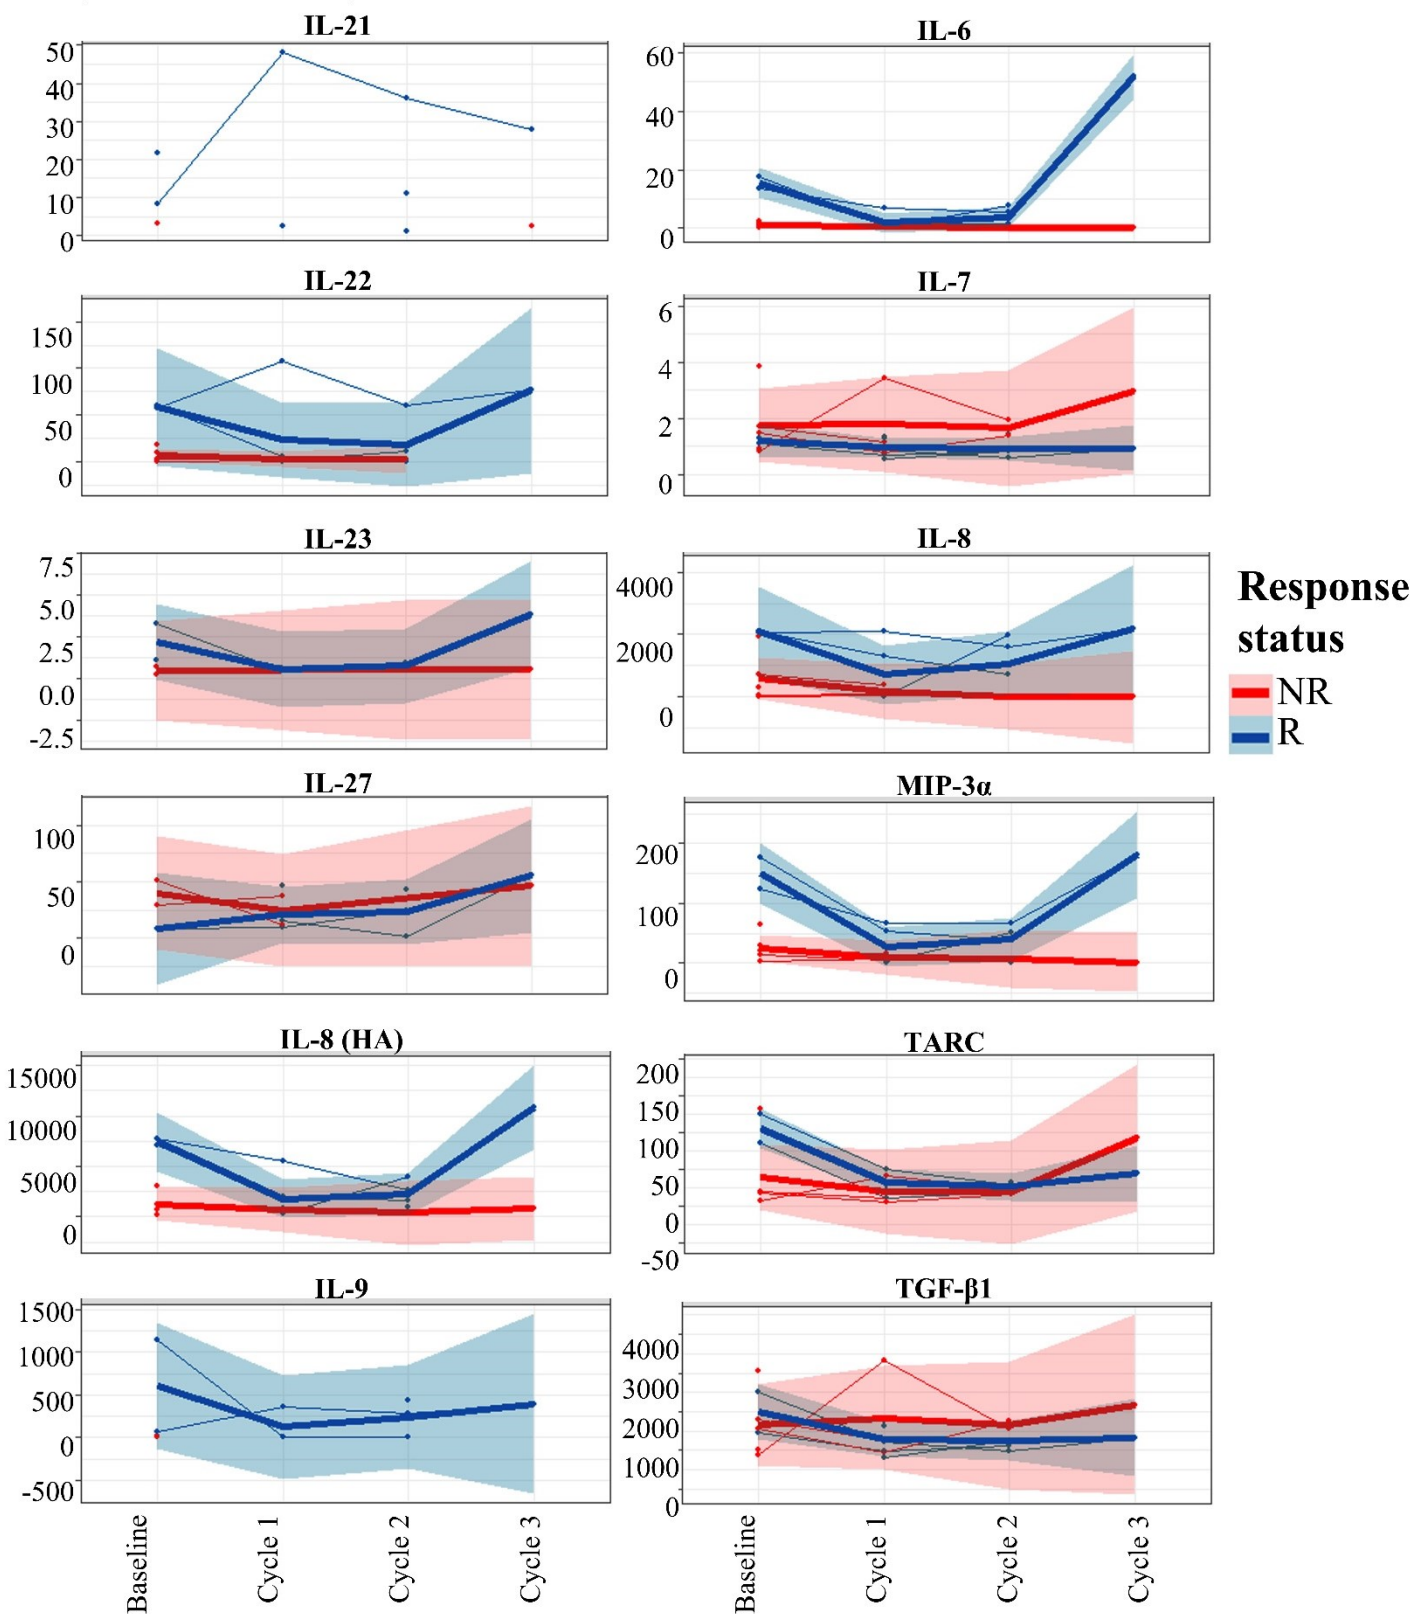 IL-21
50
40
30
20
10
0
IL-6
60
40
20
0
IL-22
150
100
50
0
IL-7
6
4
2
0
IL-23
7.5
5.0
2.5
0.0
-2.5
IL-8
4000
2000
0
Response
status
NR
R
IL-27
100
50
0
MIP-3α
200
100
0
IL-8 (HA)
15000
10000
5000
0
TARC
200
150
100
50
0
-50
IL-9
1500
1000
500
0
-500
TGF-β1
4000
3000
2000
1000
0
Baseline
Cycle 1
Cycle 2
Cycle 3
Baseline
Cycle 1
Cycle 2
Cycle 3